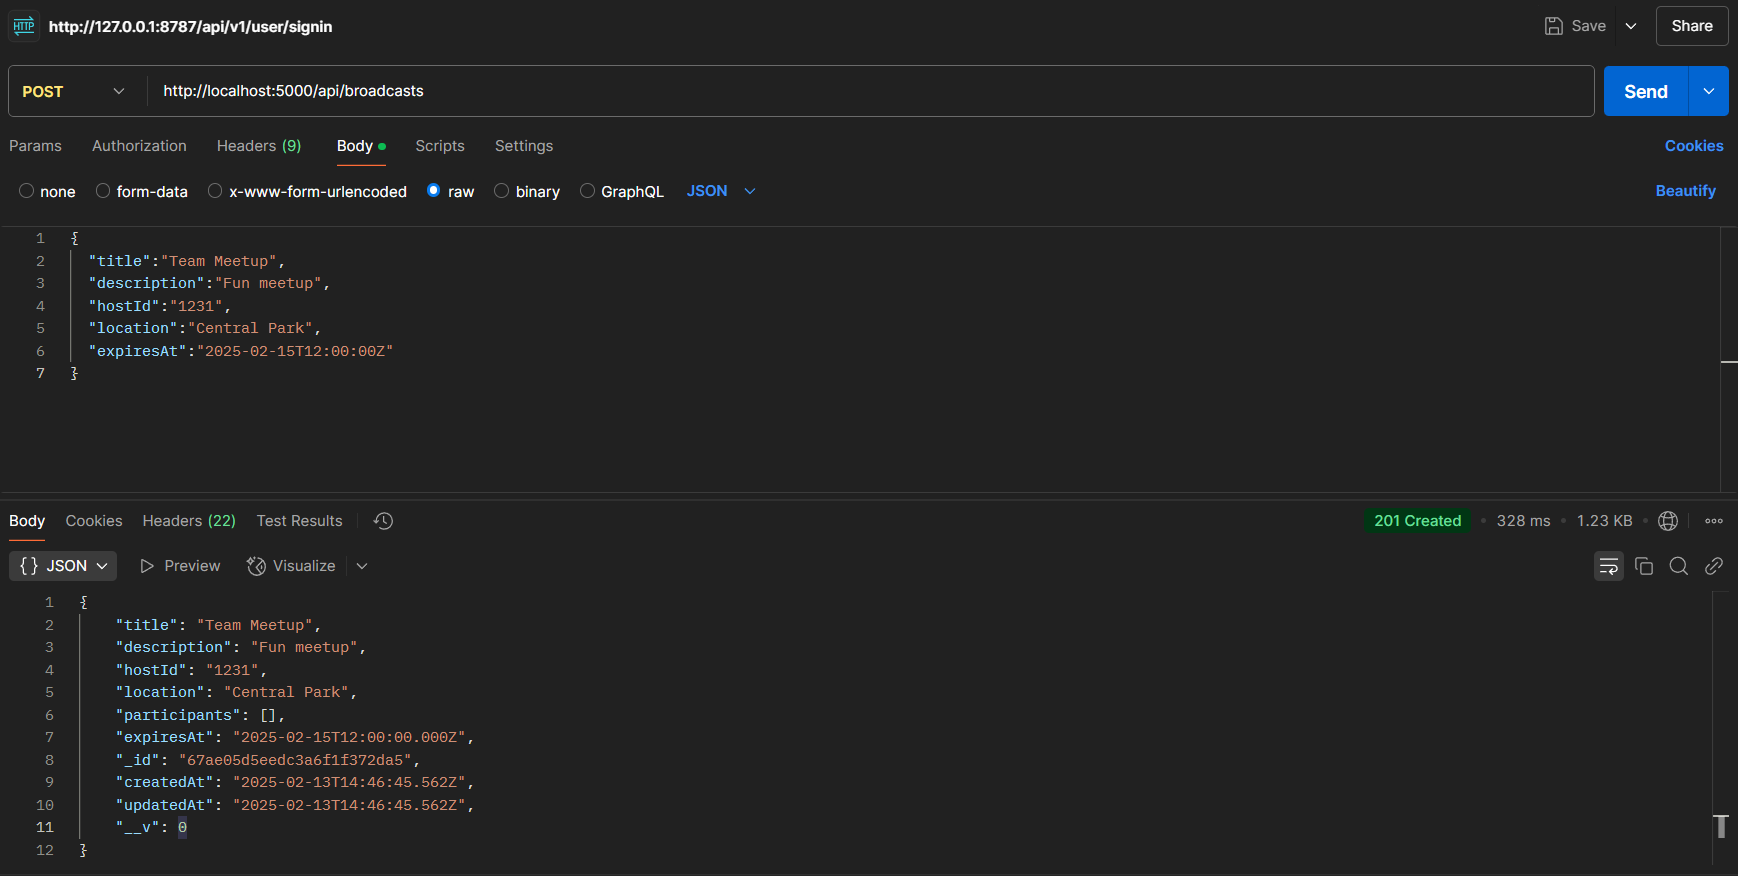 HTTP http://127.0.0.1:8787/api/v1/user/signin Save Share
POST http://localhost:5000/api/broadcasts Send
Params Authorization Headers (9) Body Scripts Settings Cookies
none form-data x-www-form-urlencoded raw binary GraphQL JSON Beautify
1 {
2 "title":"Team Meetup",
3 "description":"Fun meetup",
4 "hostId":"1231",
5 "location":"Central Park",
6 "expiresAt":"2025-02-15T12:00:00Z"
7 }
Body Cookies Headers (22) Test Results 201 Created • 328 ms • 1.23 KB •
{} JSON Preview Visualize
1 {
2 "title": "Team Meetup",
3 "description": "Fun meetup",
4 "hostId": "1231",
5 "location": "Central Park",
6 "participants": [],
7 "expiresAt": "2025-02-15T12:00:00.000Z",
8 "_id": "67ae05d5eedc3a6f1f372da5",
9 "createdAt": "2025-02-13T14:46:45.562Z",
10 "updatedAt": "2025-02-13T14:46:45.562Z",
11 "__v": 0
12 }